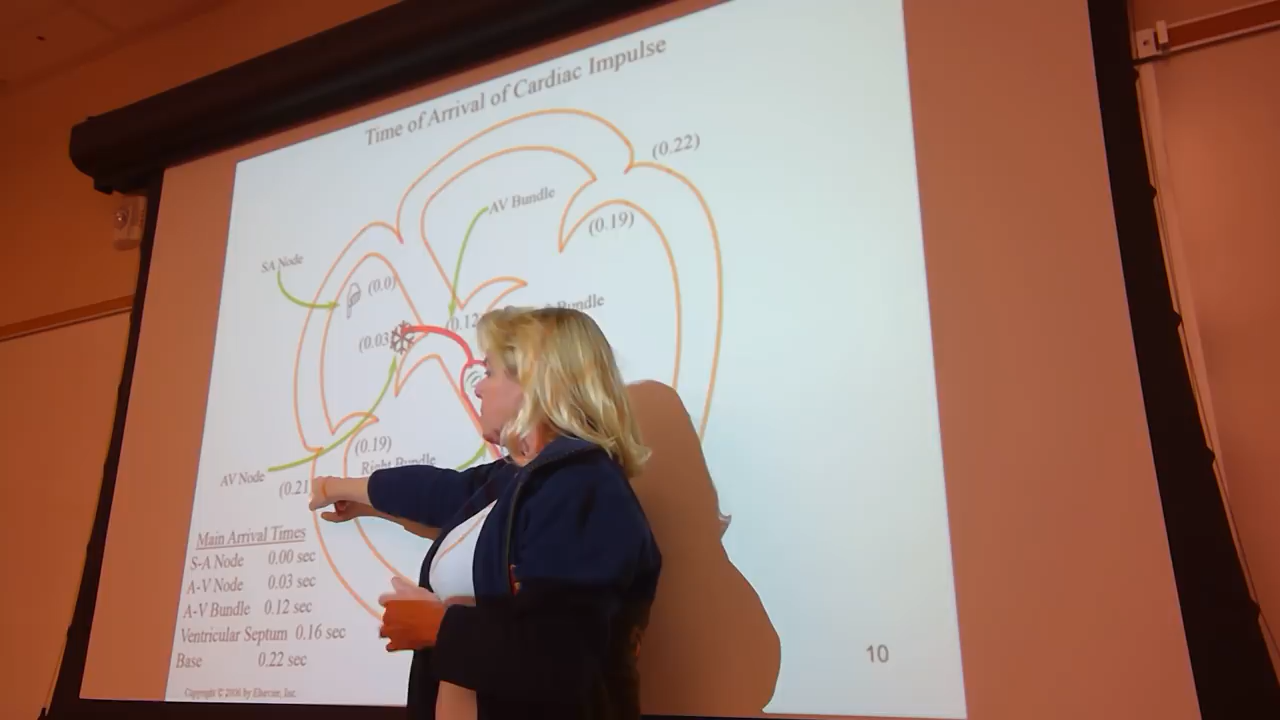 Time of Arrival of Cardiac Impulse
(0.22)
AV Bundle
(0.19)
SA Node
(0.0)
Bundle
(0.12
(0.03
(0.19)
Right Bundle
AV Node
(0.21
Main Arrival Times
S-A Node 0.00 sec
A-V Node 0.03 sec
A-V Bundle 0.12 sec
Ventricular Septum 0.16 sec
Base 0.22 sec
10
Copyright © 2006 by Elsevier, Inc.